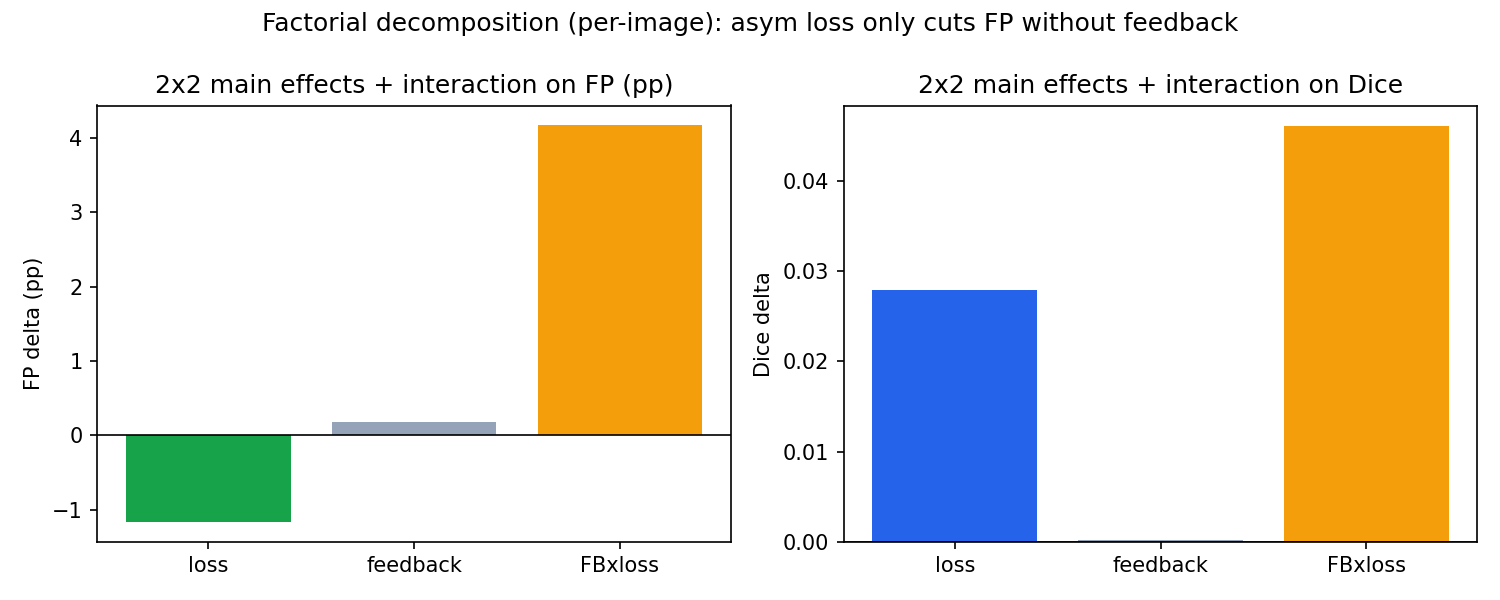 Factorial decomposition (per-image): asym loss only cuts FP without feedback
2x2 main effects + interaction on FP (pp)
FP delta (pp)
4
3
2
1
0
−1
loss
feedback
FBxloss
2x2 main effects + interaction on Dice
Dice delta
0.04
0.03
0.02
0.01
0.00
loss
feedback
FBxloss